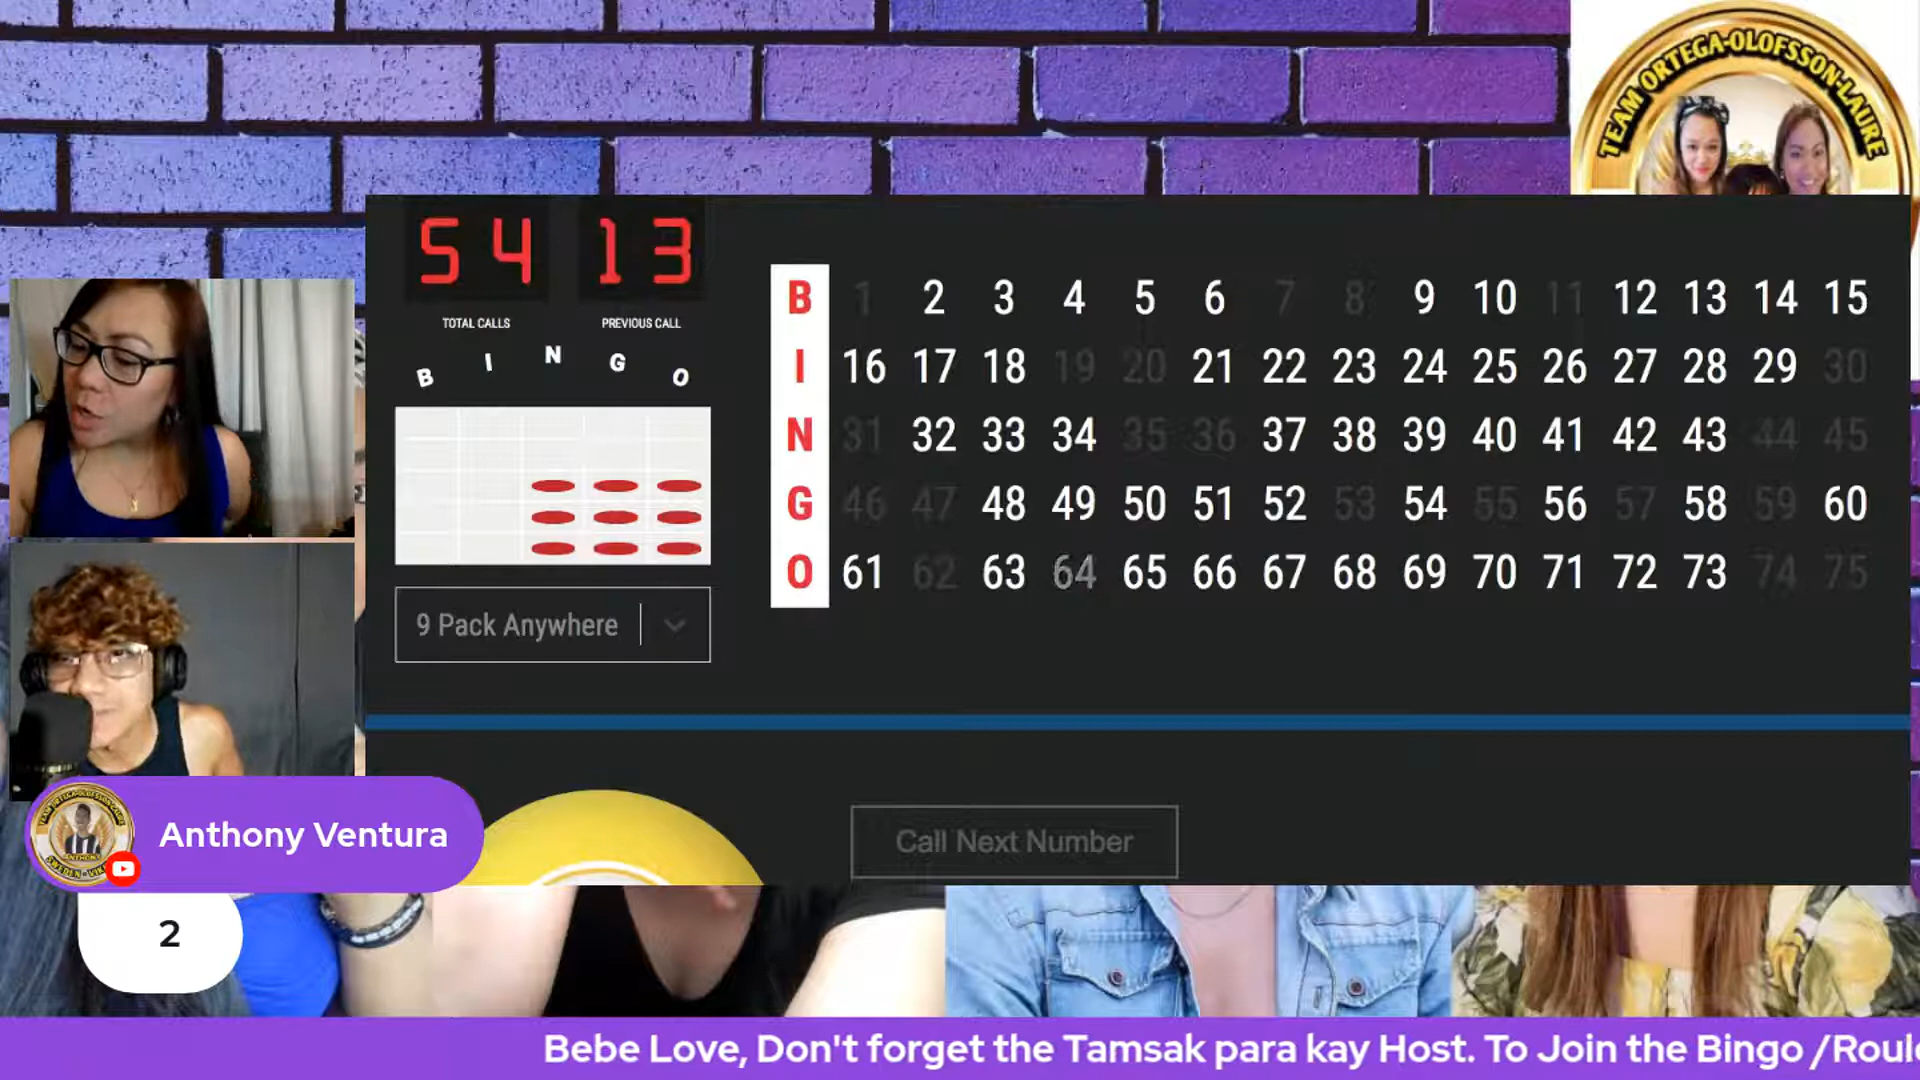 TEAM ORTEGA-OLOFSSON-LAURE
54 13
TOTAL CALLS PREVIOUS CALL
B I N G O
B 1 2 3 4 5 6 7 8 9 10 11 12 13 14 15
I 16 17 18 19 20 21 22 23 24 25 26 27 28 29 30
N 31 32 33 34 35 36 37 38 39 40 41 42 43 44 45
G 46 47 48 49 50 51 52 53 54 55 56 57 58 59 60
O 61 62 63 64 65 66 67 68 69 70 71 72 73 74 75
9 Pack Anywhere
Call Next Number
Anthony Ventura
2
Bebe Love, Don't forget the Tamsak para kay Host. To Join the Bingo /Roul